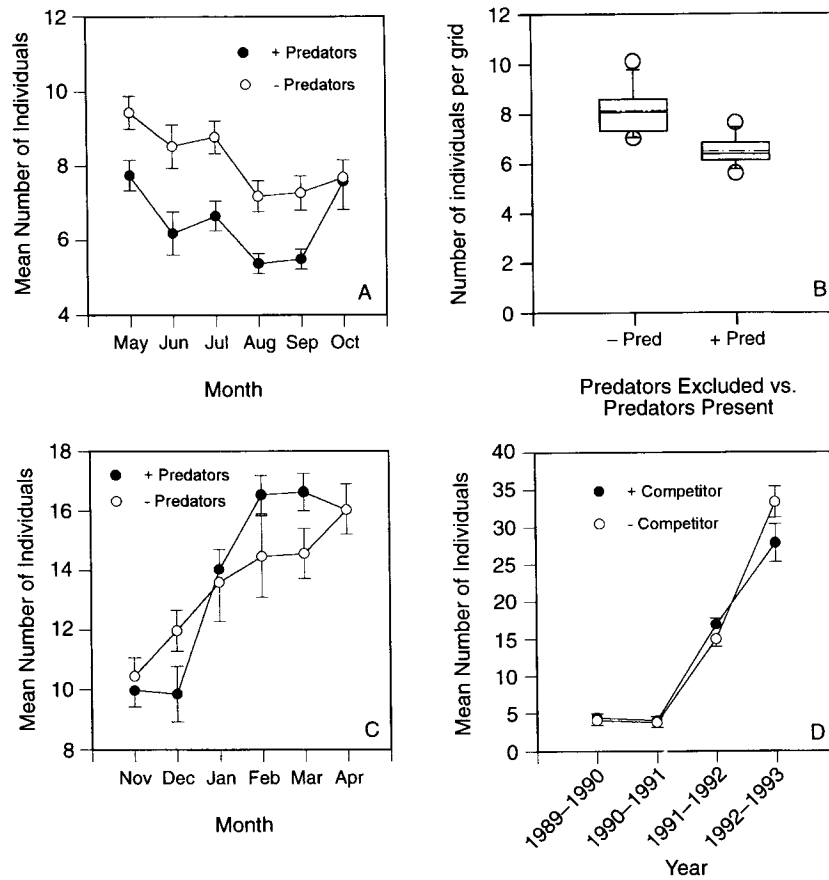 12
10
8
6
4
Mean Number of Individuals
+ Predators
- Predators
A
May Jun Jul Aug Sep Oct
Month
12
10
8
6
4
2
0
Number of individuals per grid
B
– Pred + Pred
Predators Excluded vs.
Predators Present
18
16
14
12
10
8
Mean Number of Individuals
+ Predators
- Predators
C
Nov Dec Jan Feb Mar Apr
Month
40
35
30
25
20
15
10
5
0
Mean Number of Individuals
+ Competitor
- Competitor
D
1989–1990
1990–1991
1991–1992
1992–1993
Year